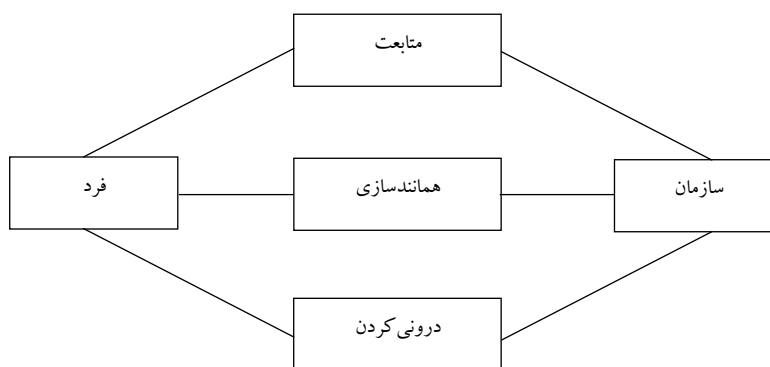 متابعت
سازمان
همانندسازی
فرد
درونی‌کردن